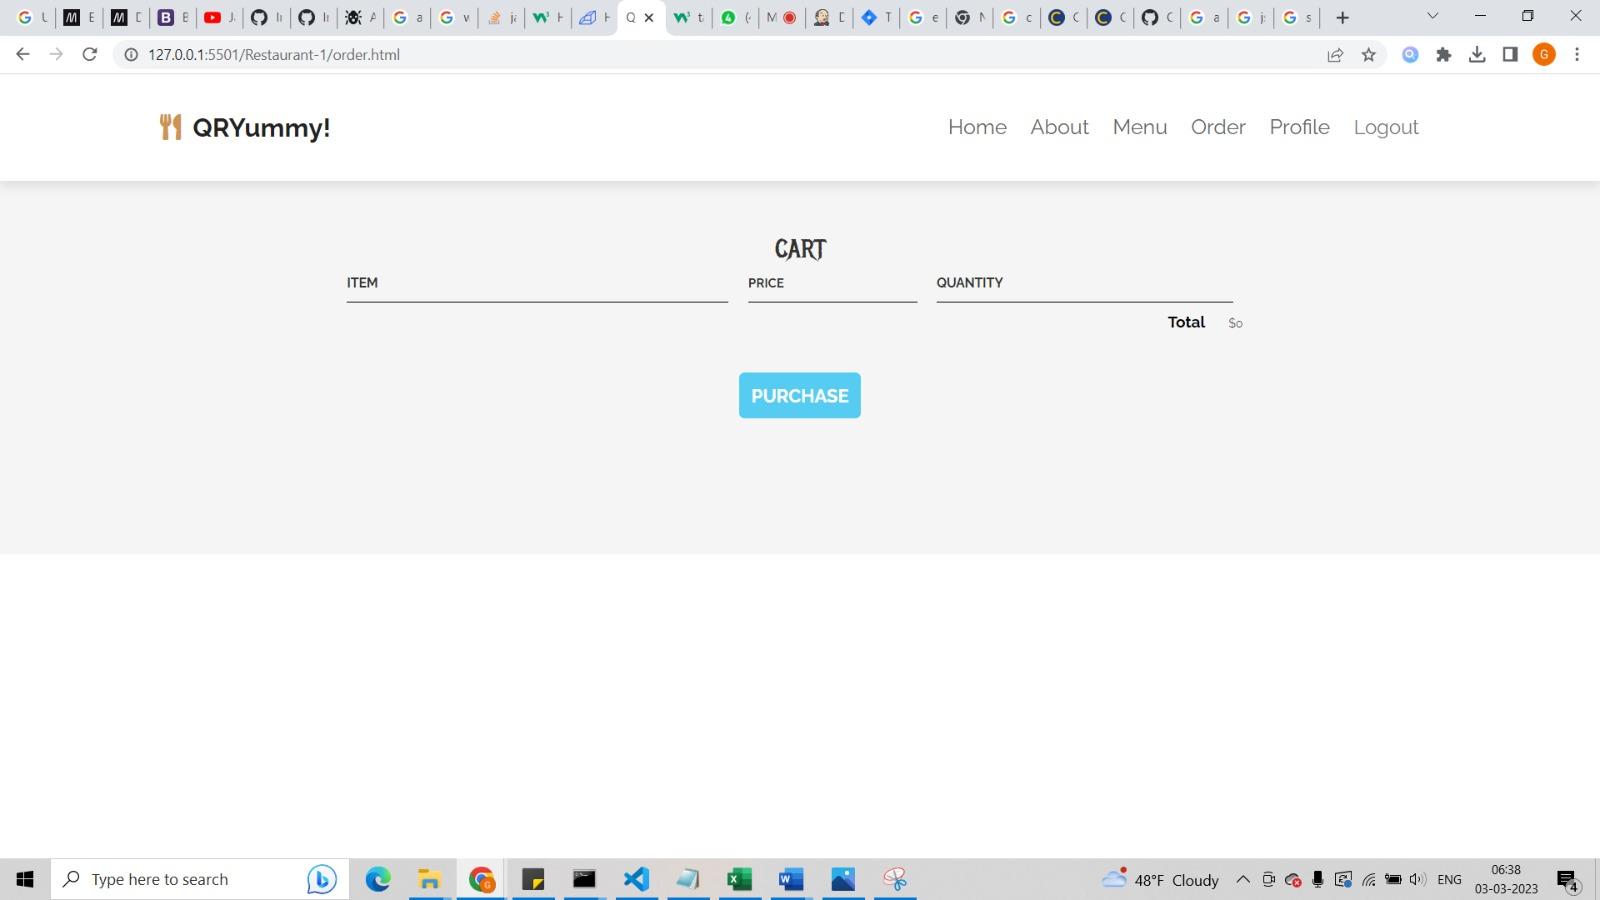 127.0.0.1:5501/Restaurant-1/order.html
G
QRYummy!
Home About Menu Order Profile Logout
CART
ITEM PRICE QUANTITY
Total $0
PURCHASE
Type here to search
48°F Cloudy
ENG
06:38
03-03-2023
4